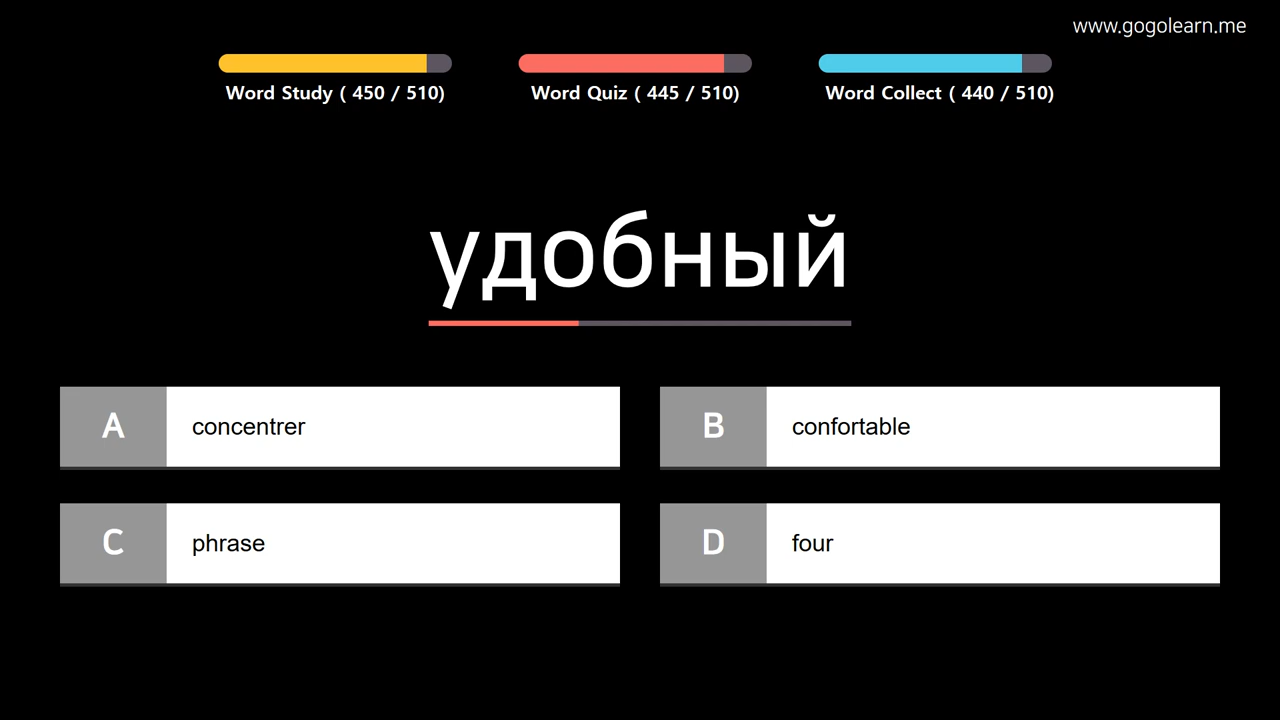 www.gogolearn.me
Word Study ( 450 / 510)
Word Quiz ( 445 / 510)
Word Collect ( 440 / 510)
удобный
A concentrer
B confortable
C phrase
D four